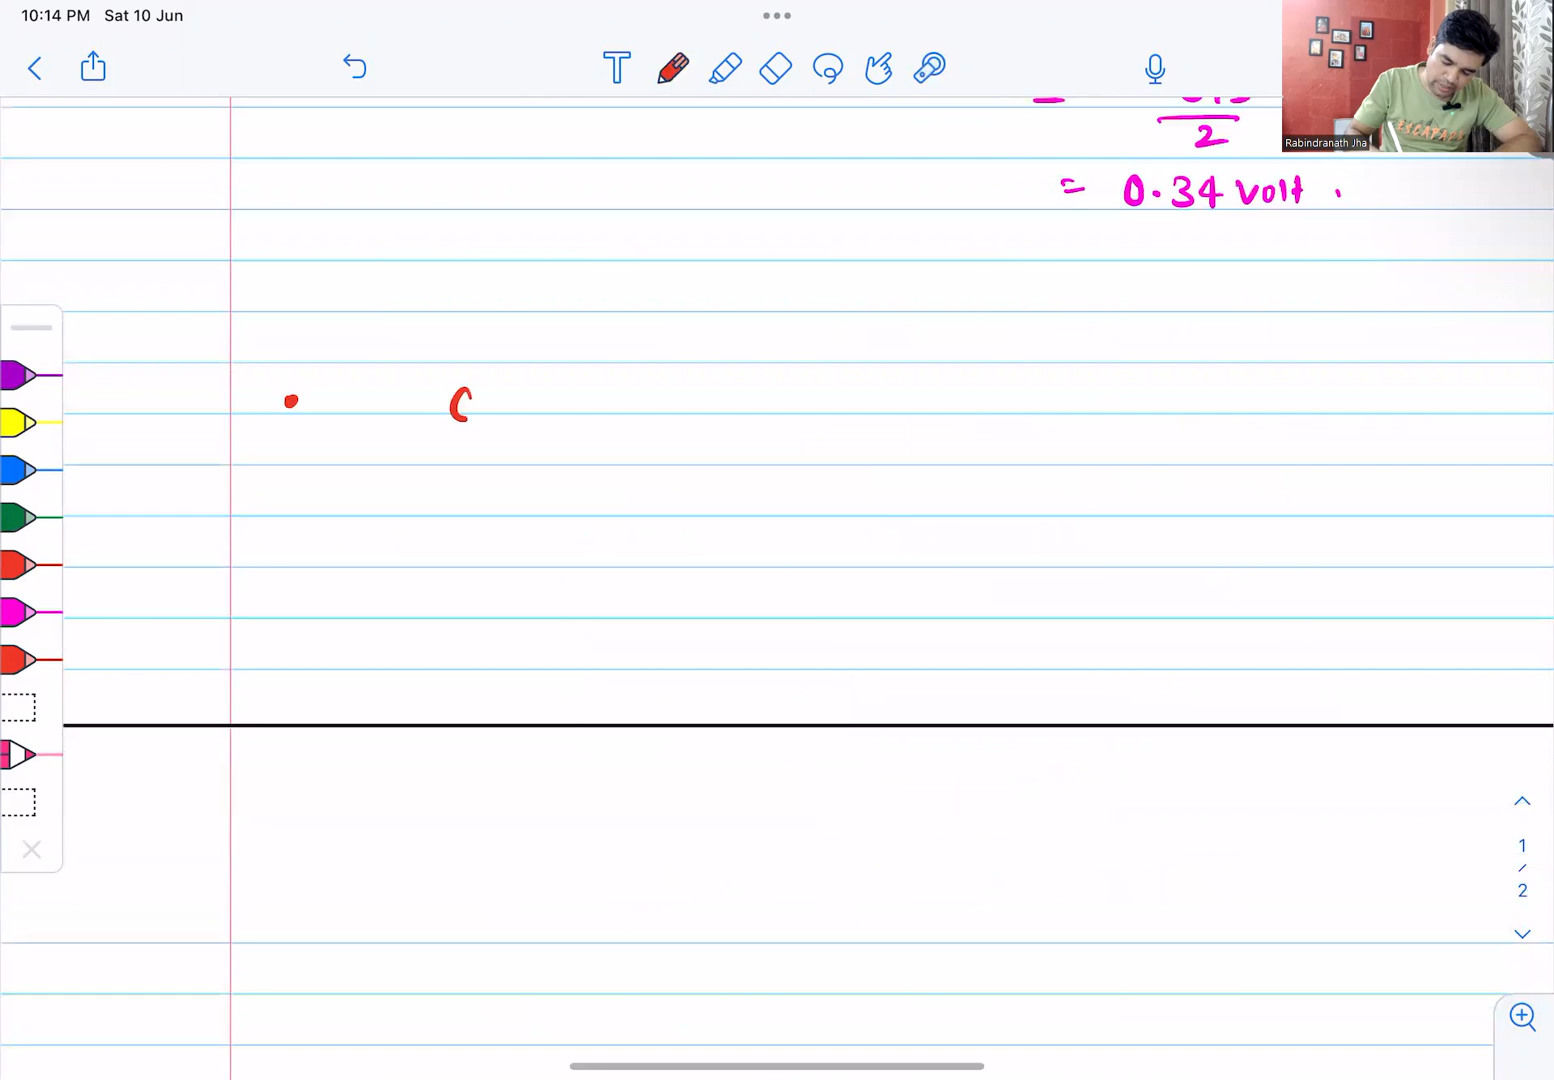 10:14 PM Sat 10 Jun
Rabindranath Jha
2
= 0.34 volt .
C
1
/
2